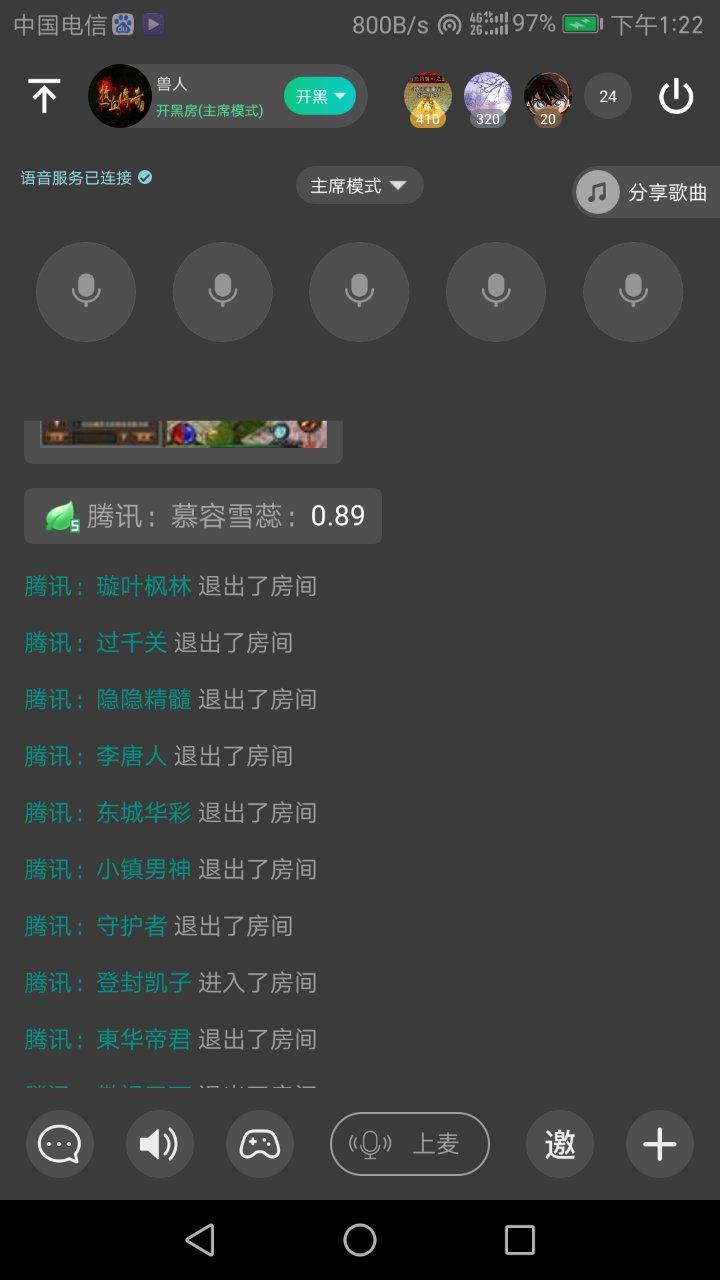 中国电信 800B/s 97% 下午1:22
兽人
开黑房(主席模式)
开黑
410 320 20 24
语音服务已连接
主席模式
分享歌曲
5 腾讯: 慕容雪蕊: 0.89
腾讯: 璇叶枫林 退出了房间
腾讯: 过千关 退出了房间
腾讯: 隐隐精髓 退出了房间
腾讯: 李唐人 退出了房间
腾讯: 东城华彩 退出了房间
腾讯: 小镇男神 退出了房间
腾讯: 守护者 退出了房间
腾讯: 登封凯子 进入了房间
腾讯: 東华帝君 退出了房间
上麦
邀